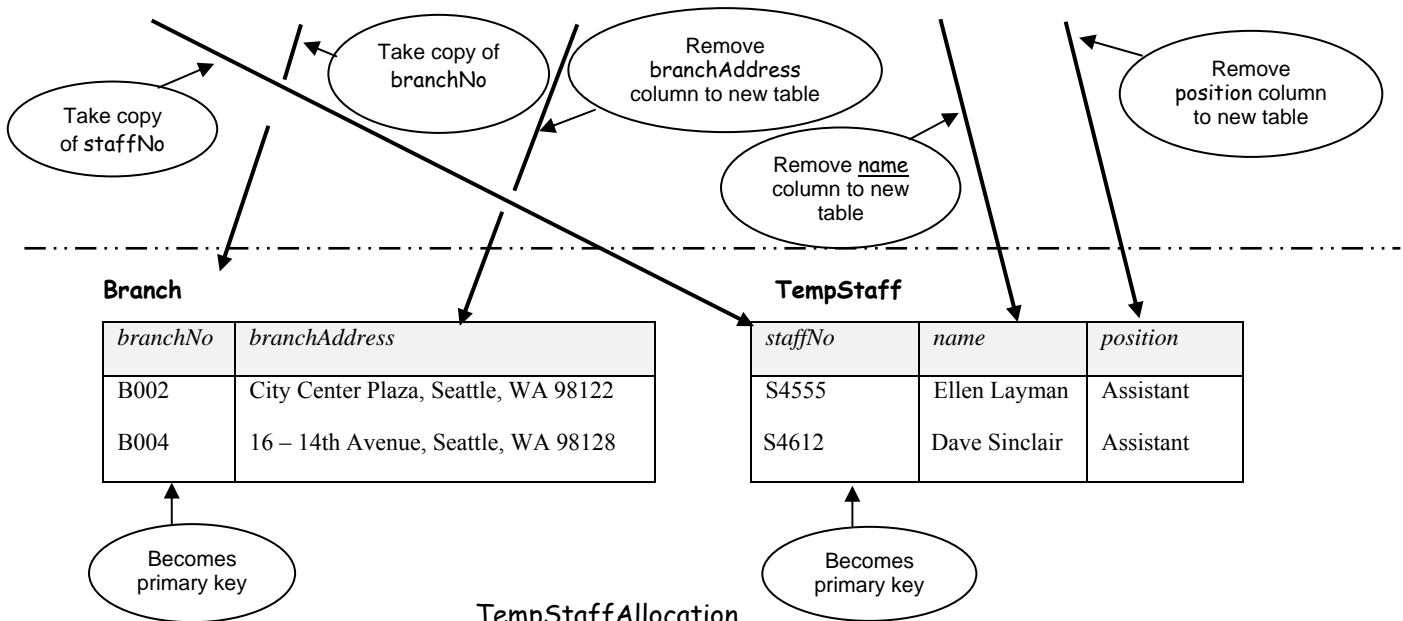 Take copy of
branchNo
Remove
branchAddress
column to new table
Remove
position column
to new table
Take copy
of staffNo
Remove name
column to new
table
Branch
TempStaff
branchNo branchAddress
B002 City Center Plaza, Seattle, WA 98122
B004 16 – 14th Avenue, Seattle, WA 98128
staffNo name position
S4555 Ellen Layman Assistant
S4612 Dave Sinclair Assistant
Becomes
primary key
Becomes
primary key
TempStaffAllocation